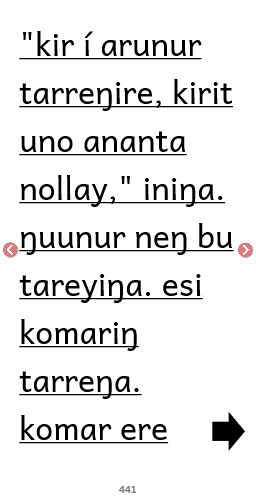 "kir í arunur
tarreŋire, kirit
uno ananta
nollay," iniŋa.
ŋuunur neŋ bu
tareyiŋa. esi
komariŋ
tarreŋa.
komar ere
441